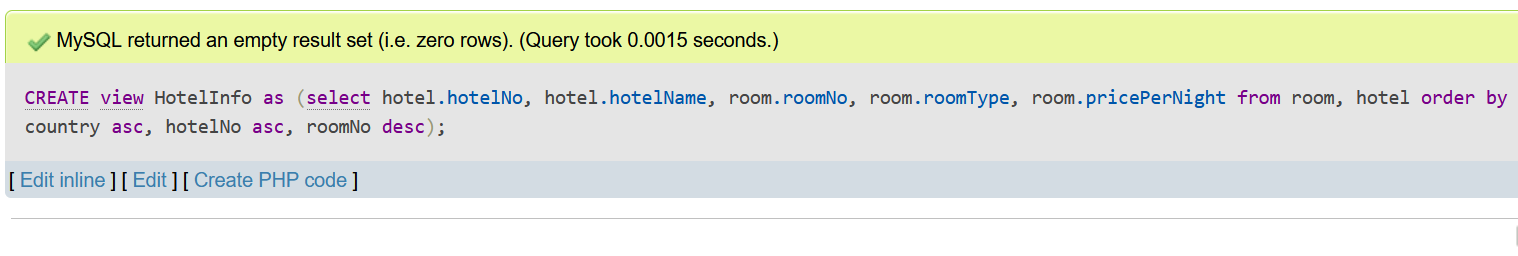 MySQL returned an empty result set (i.e. zero rows). (Query took 0.0015 seconds.)
CREATE view HotelInfo as (select hotel.hotelNo, hotel.hotelName, room.roomNo, room.roomType, room.pricePerNight from room, hotel order by
country asc, hotelNo asc, roomNo desc);
[ Edit inline ] [ Edit ] [ Create PHP code ]